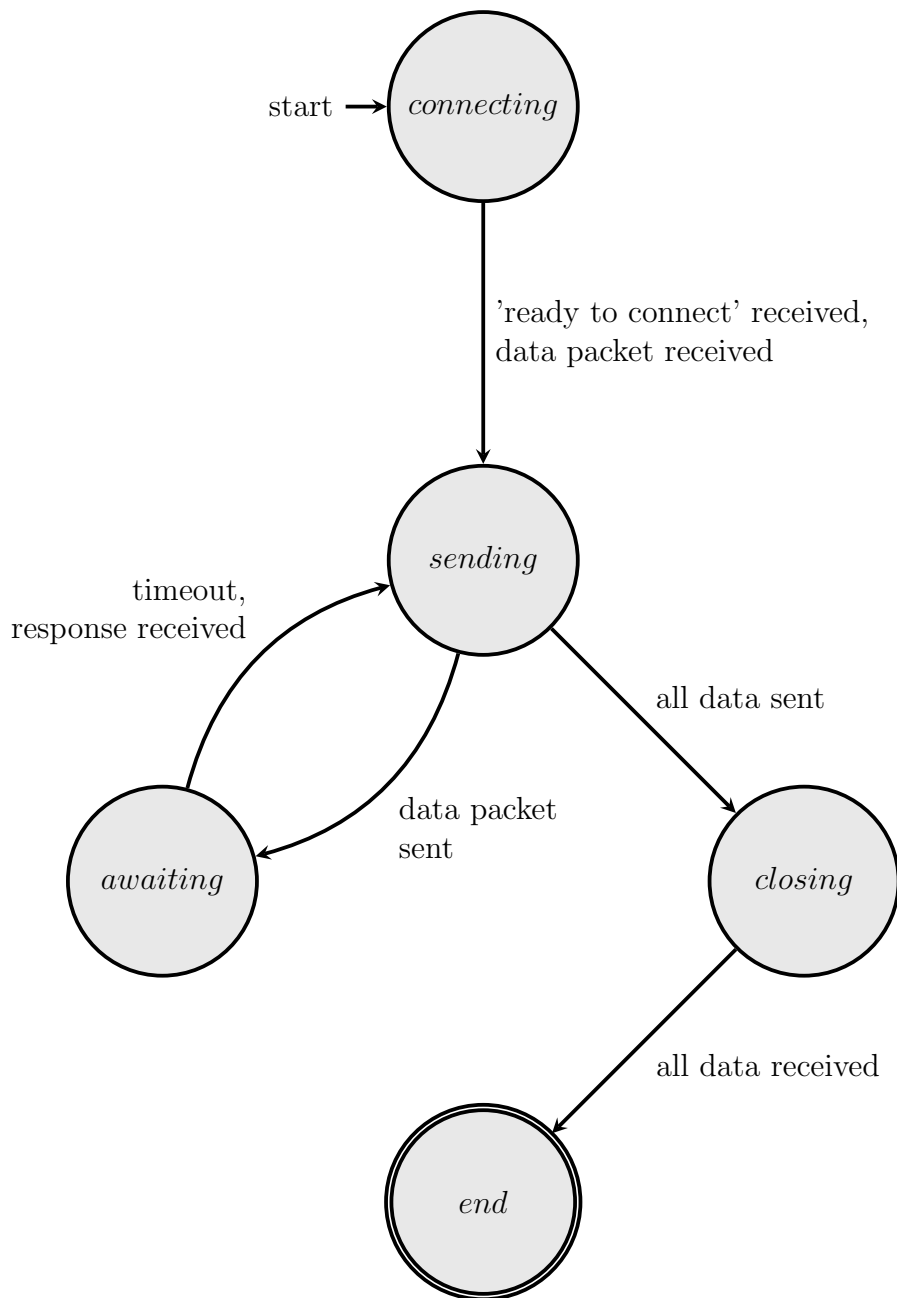 start
connecting
'ready to connect' received,
data packet received
sending
timeout,
response received
all data sent
data packet
sent
awaiting
closing
all data received
end